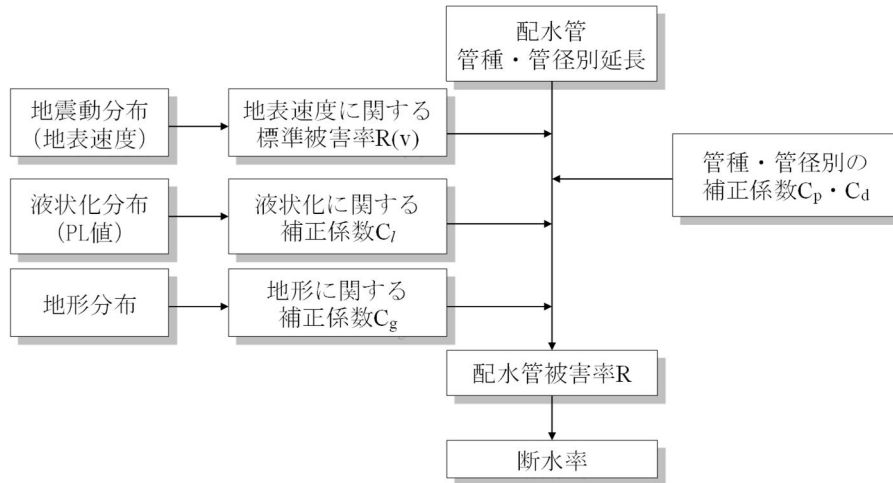 配水管
管種・管径別延長
地震動分布
(地表速度)
地表速度に関する
標準被害率R(v)
管種・管径別の
補正係数Cp・Cd
液状化分布
(PL値)
液状化に関する
補正係数Cl
地形分布
地形に関する
補正係数Cg
配水管被害率R
断水率